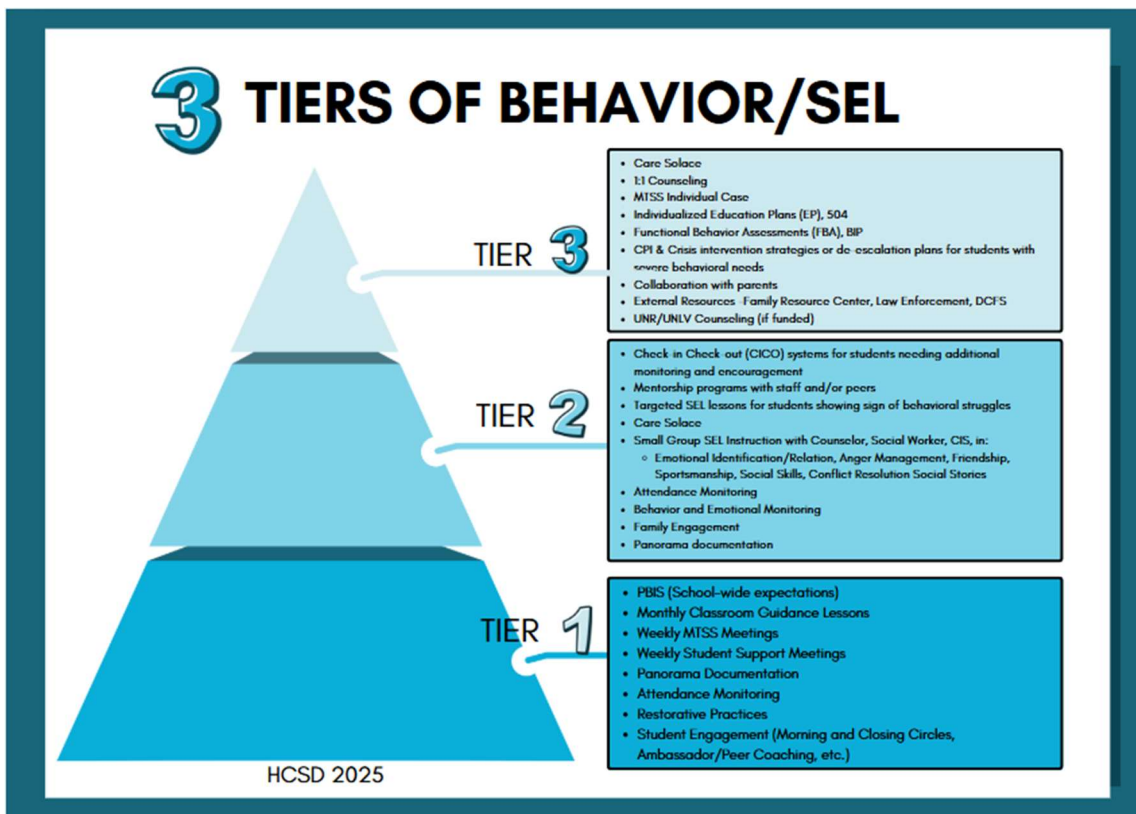 3 TIERS OF BEHAVIOR/SEL
TIER 3
• Care Solace
• 1:1 Counseling
• MTSS Individual Case
• Individualized Education Plans (EP), 504
• Functional Behavior Assessments (FBA), BIP
• CPI & Crisis intervention strategies or de-escalation plans for students with
severe behavioral needs
• Collaboration with parents
• External Resources -Family Resource Center, Law Enforcement, DCFS
• UNR/UNLV Counseling (if funded)
TIER 2
• Check-in Check-out (CICO) systems for students needing additional
monitoring and encouragement
• Mentorship programs with staff and/or peers
• Targeted SEL lessons for students showing sign of behavioral struggles
• Care Solace
• Small Group SEL Instruction with Counselor, Social Worker, CIS, in:
○ Emotional Identification/Relation, Anger Management, Friendship,
Sportsmanship, Social Skills, Conflict Resolution Social Stories
• Attendance Monitoring
• Behavior and Emotional Monitoring
• Family Engagement
• Panorama documentation
TIER 1
• PBIS (School-wide expectations)
• Monthly Classroom Guidance Lessons
• Weekly MTSS Meetings
• Weekly Student Support Meetings
• Panorama Documentation
• Attendance Monitoring
• Restorative Practices
• Student Engagement (Morning and Closing Circles,
Ambassador/Peer Coaching, etc.)
HCSD 2025